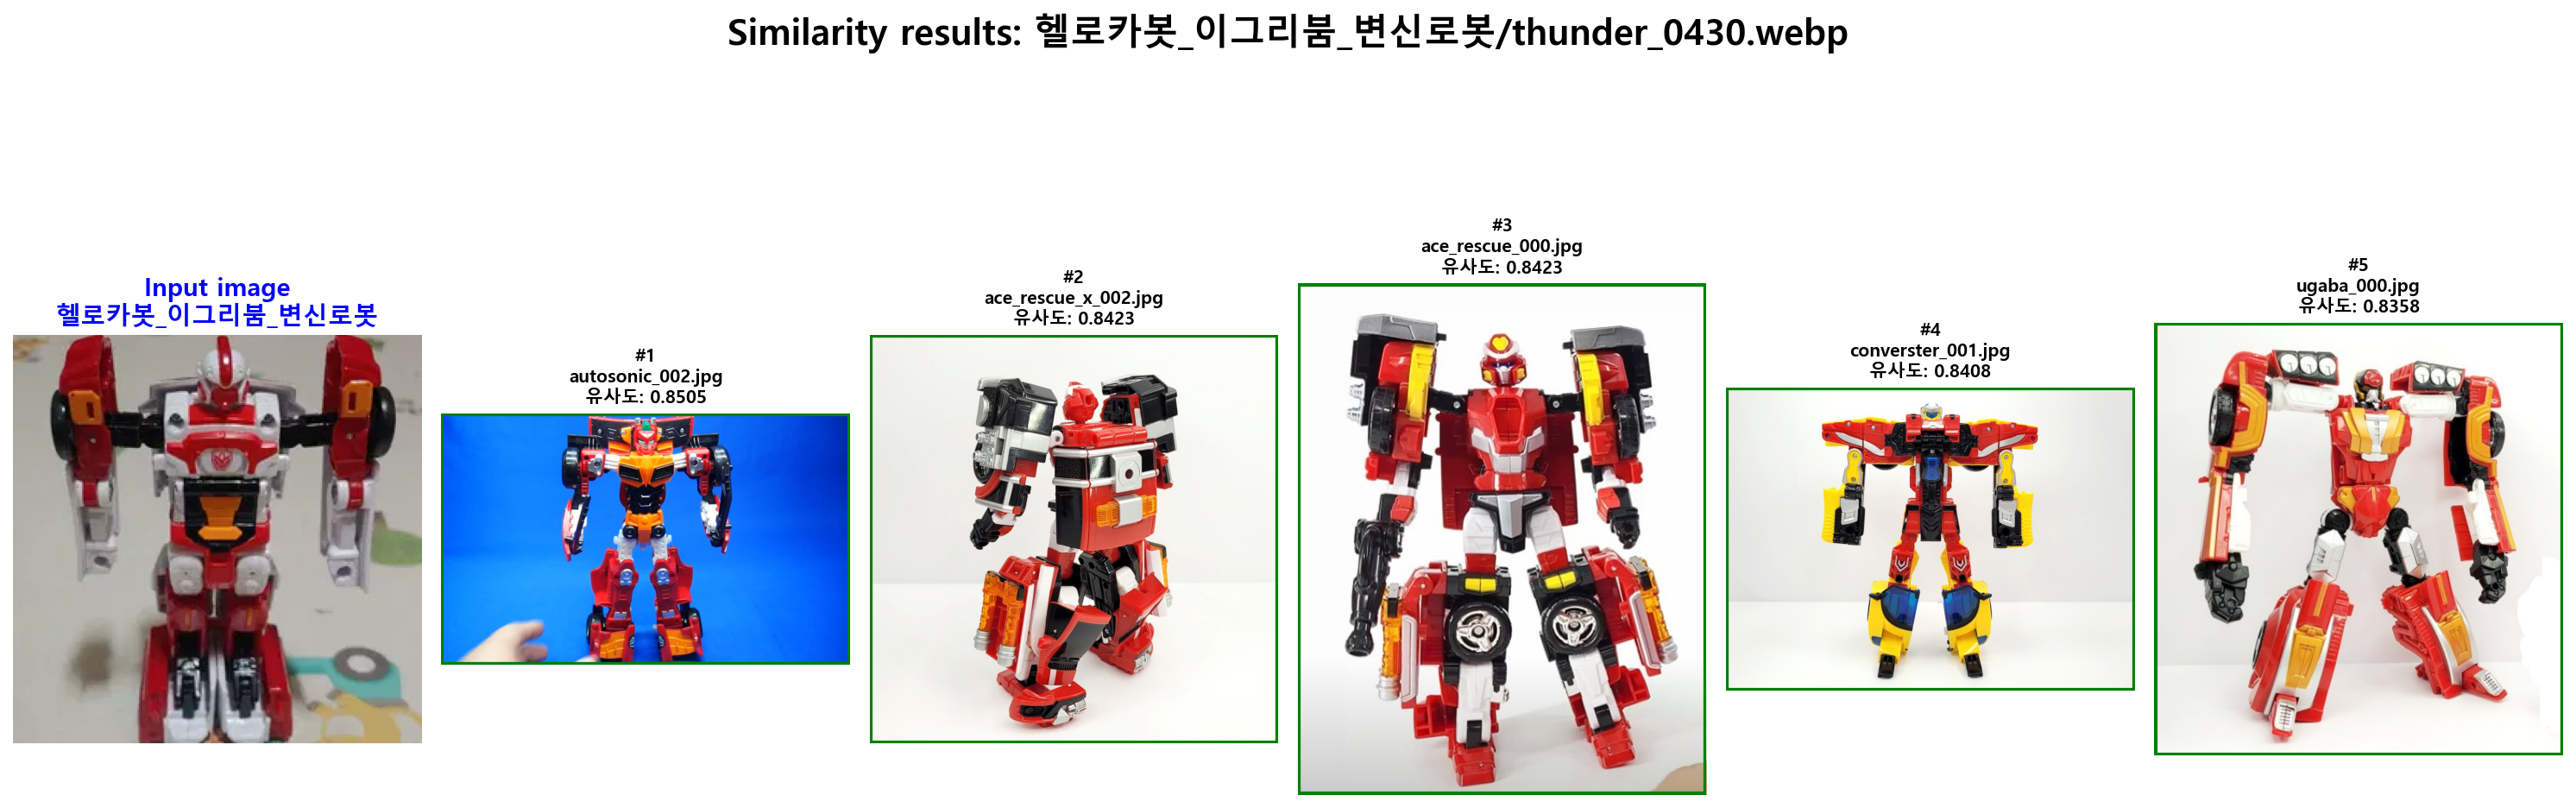 Similarity results: 헬로카봇_이그리붐_변신로봇/thunder_0430.webp
Input image
헬로카봇_이그리붐_변신로봇
#1
autosonic_002.jpg
유사도: 0.8505
#2
ace_rescue_x_002.jpg
유사도: 0.8423
#3
ace_rescue_000.jpg
유사도: 0.8423
#4
converster_001.jpg
유사도: 0.8408
#5
ugaba_000.jpg
유사도: 0.8358